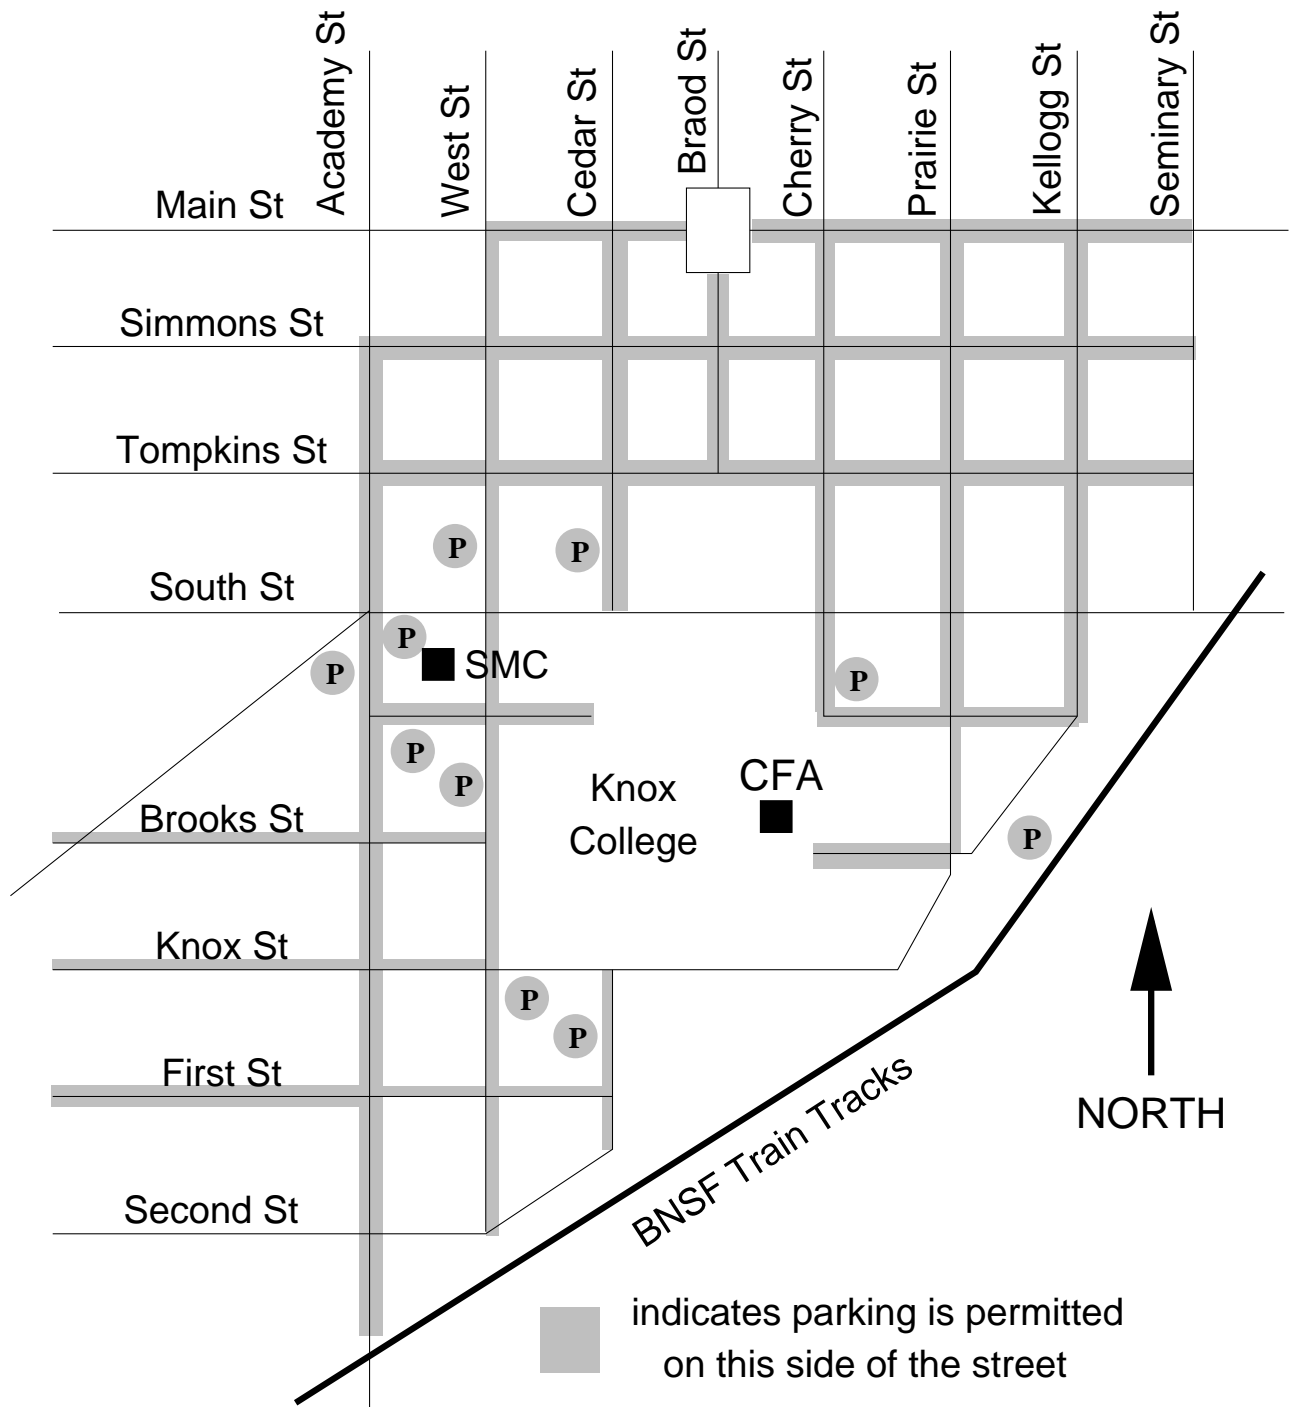 Academy St
West St
Cedar St
Braod St
Cherry St
Prairie St
Kellogg St
Seminary St
Main St
Simmons St
Tompkins St
P
P
South St
P
SMC
P
P
P
P
CFA
Knox
College
Brooks St
P
Knox St
P
P
First St
BNSF Train Tracks
NORTH
Second St
indicates parking is permitted
on this side of the street